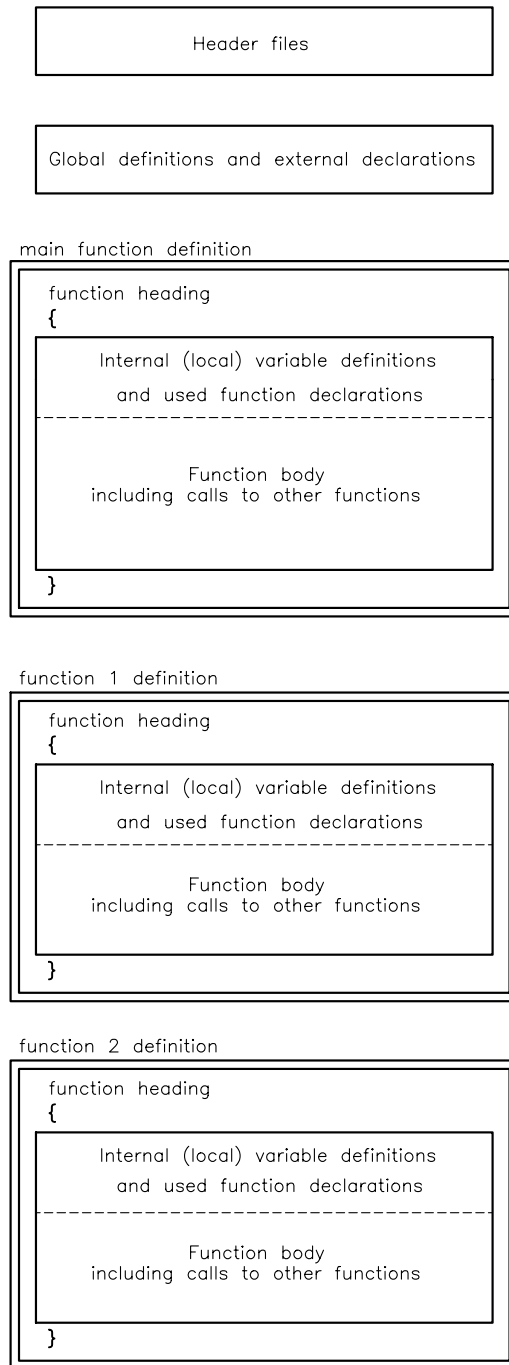 Header files
Global definitions and external declarations
main function definition
function heading
{
Internal (local) variable definitions
and used function declarations
Function body
including calls to other functions
}
function 1 definition
function heading
{
Internal (local) variable definitions
and used function declarations
Function body
including calls to other functions
}
function 2 definition
function heading
{
Internal (local) variable definitions
and used function declarations
Function body
including calls to other functions
}